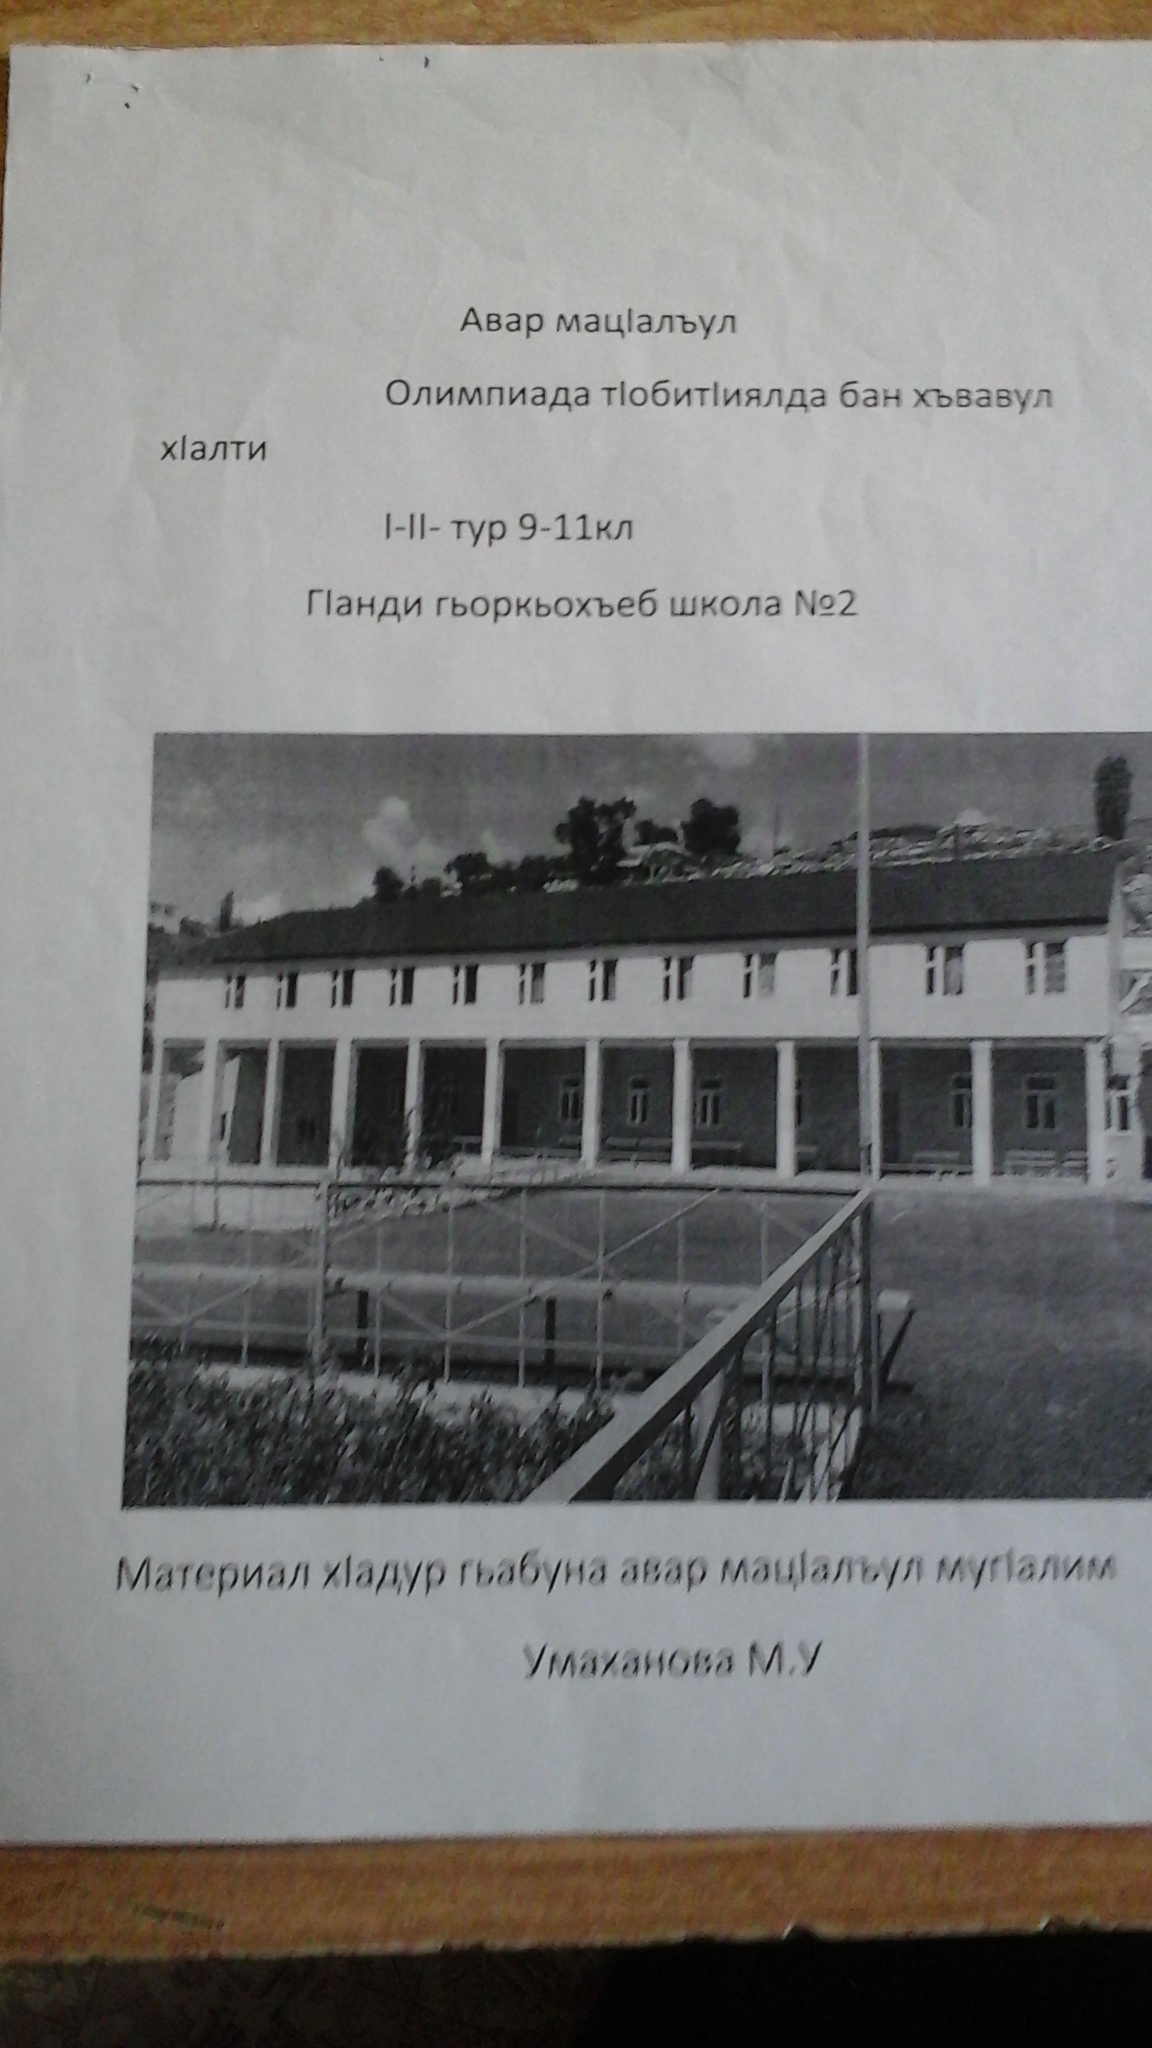 Авар мацӀалъул
Олимпиада тӀобитӀиялда бан хъвавул
хӀалти
I-II- тур 9-11кл
ГӀанди гьоркьохъеб школа №2
Материал хӀадур гьабуна авар мацӀалъул мугӀалим
Умаханова М.У